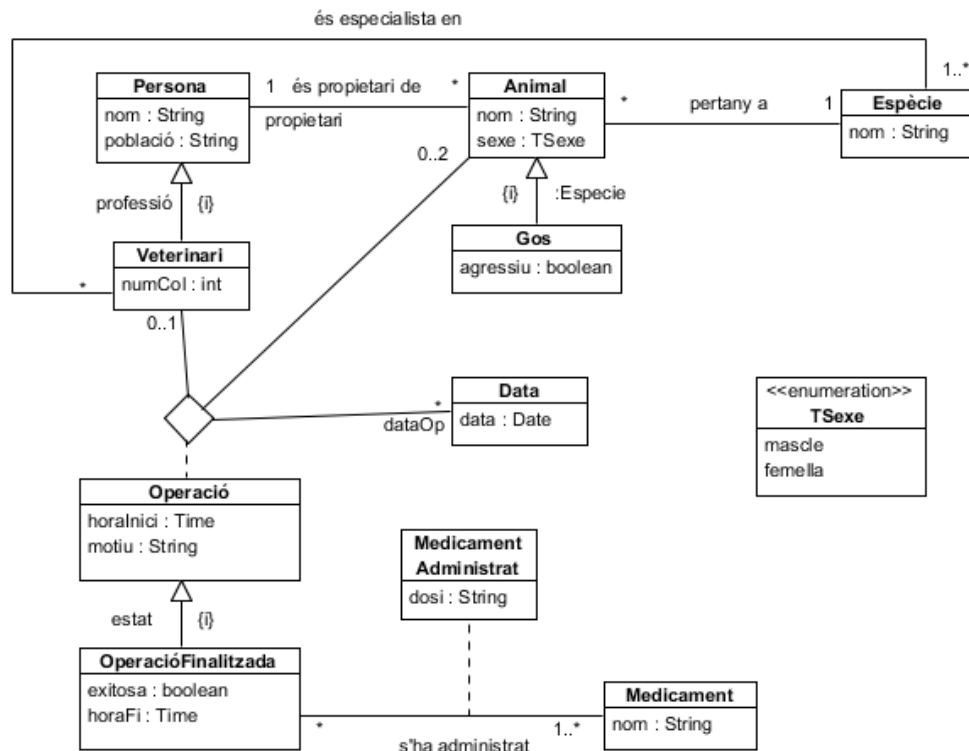 és especialista en
Persona
nom : String
població : String
1 és propietari de *
propietari
Animal
nom : String
sexe : TSexe
* pertany a 1
1..*
Espècie
nom : String
0..2
professió {i}
{i} :Especie
Veterinari
numCol : int
*
0..1
Gos
agressiu : boolean
*
dataOp
Data
data : Date
<<enumeration>>
TSexe
mascle
femella
Operació
horaInici : Time
motiu : String
Medicament
Administrat
dosi : String
estat {i}
OperacióFinalitzada
exitosa : boolean
horaFi : Time
* 1..*
s'ha administrat
Medicament
nom : String